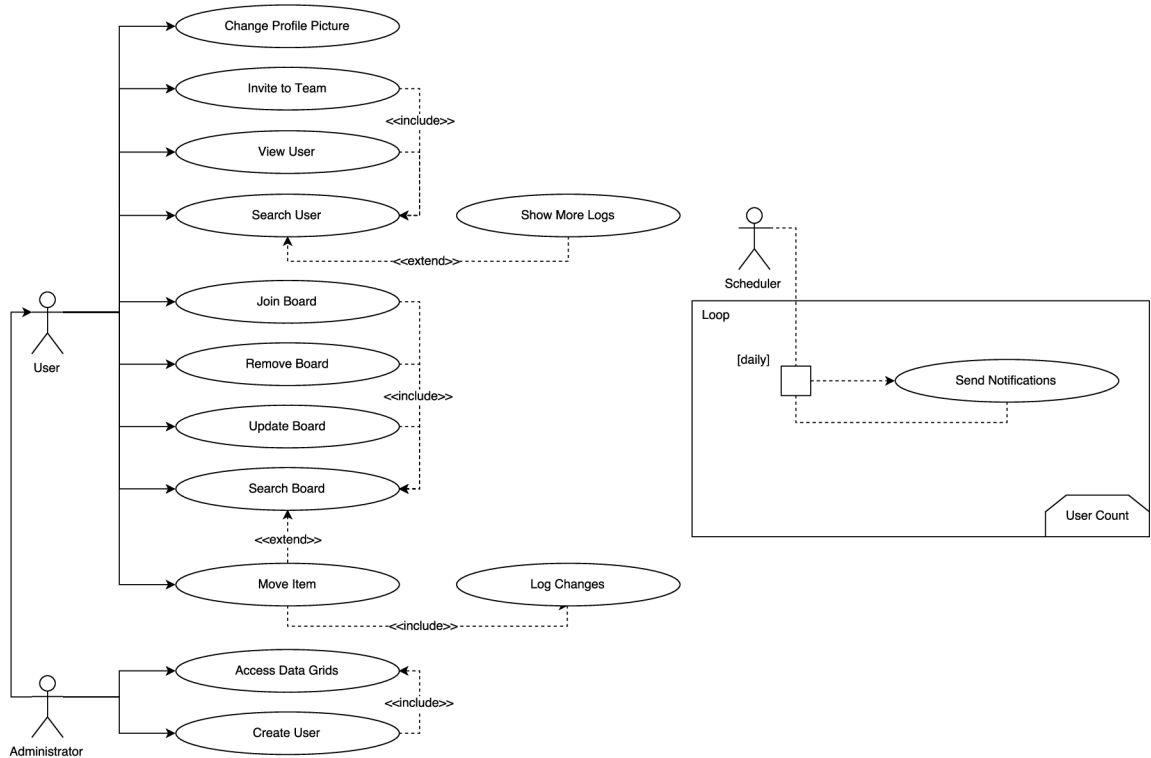 Change Profile Picture
Invite to Team
<<include>>
View User
Search User
Show More Logs
<<extend>>
Scheduler
Join Board
Loop
User
Remove Board
[daily]
Send Notifications
<<include>>
Update Board
Search Board
User Count
<<extend>>
Move Item
Log Changes
<<include>>
Access Data Grids
<<include>>
Create User
Administrator